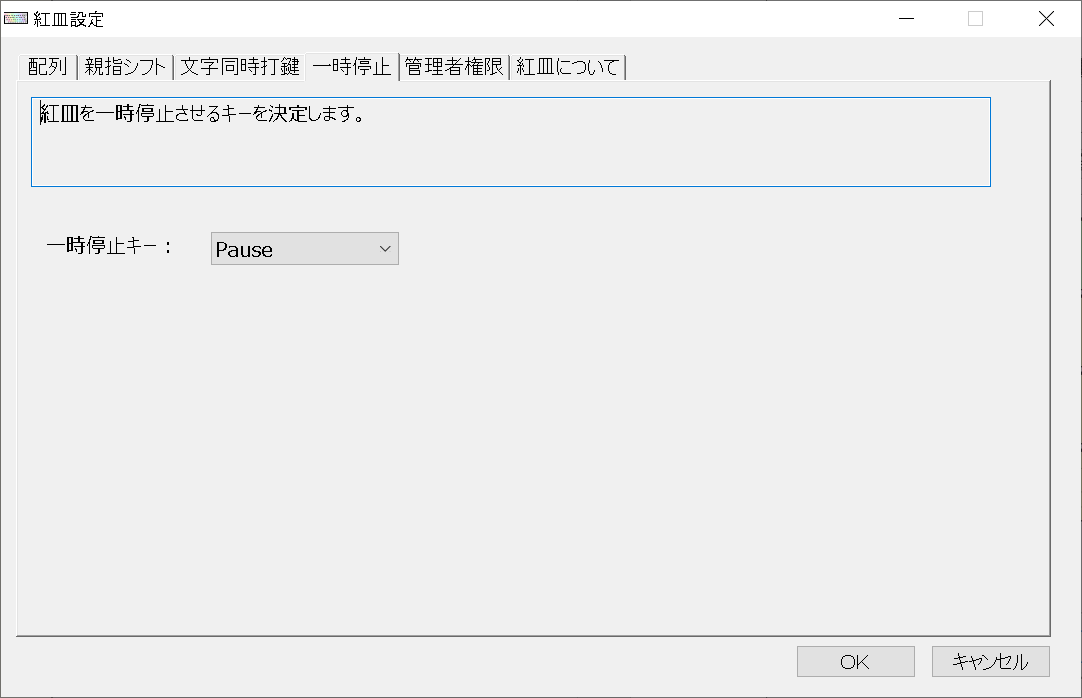 紅皿設定
配列 親指シフト 文字同時打鍵 一時停止 管理者権限 紅皿について
紅皿を一時停止させるキーを決定します。
一時停止キー： Pause
OK キャンセル